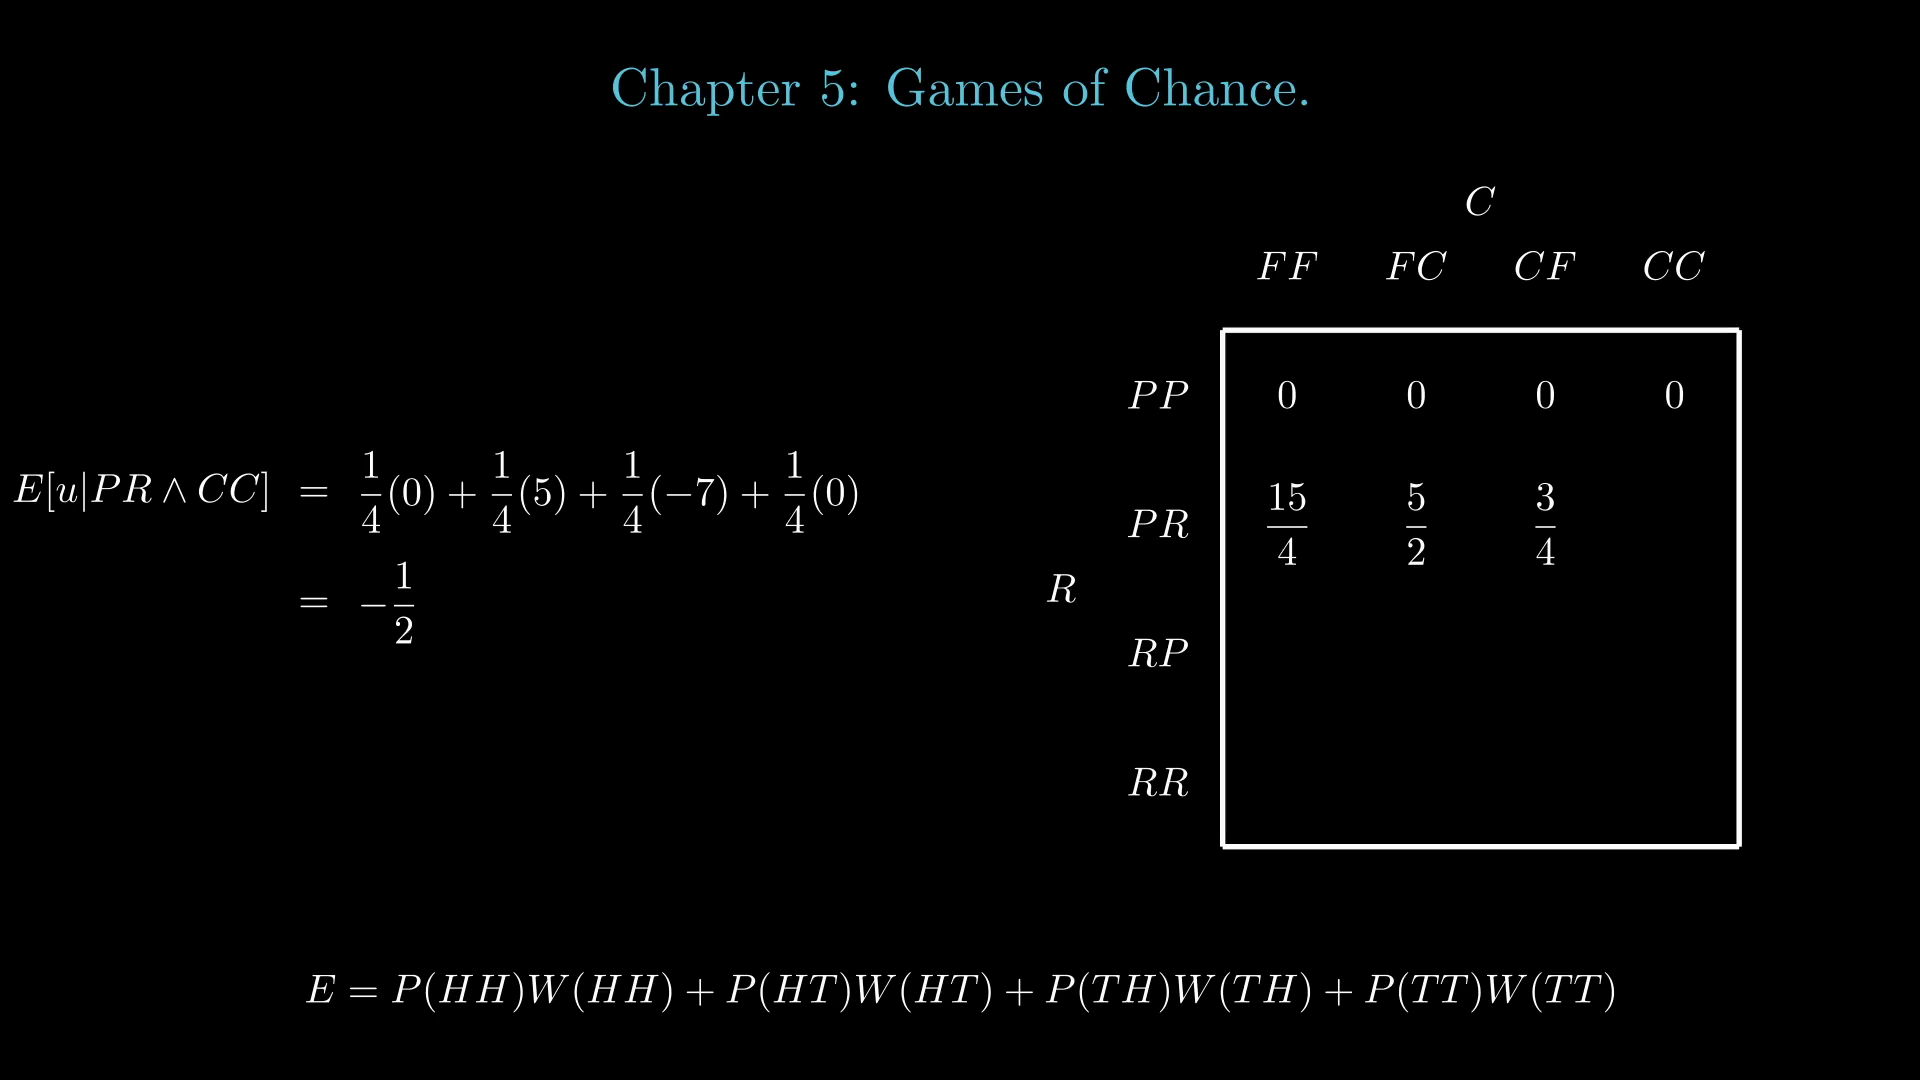 Chapter 5: Games of Chance.
C
FF FC CF CC
PP 0 0 0 0
E[u|PR ∧ CC] = 1/4(0) + 1/4(5) + 1/4(−7) + 1/4(0)
PR 15/4 5/2 3/4
= −1/2
R
RP
RR
E = P(HH)W(HH) + P(HT)W(HT) + P(TH)W(TH) + P(TT)W(TT)